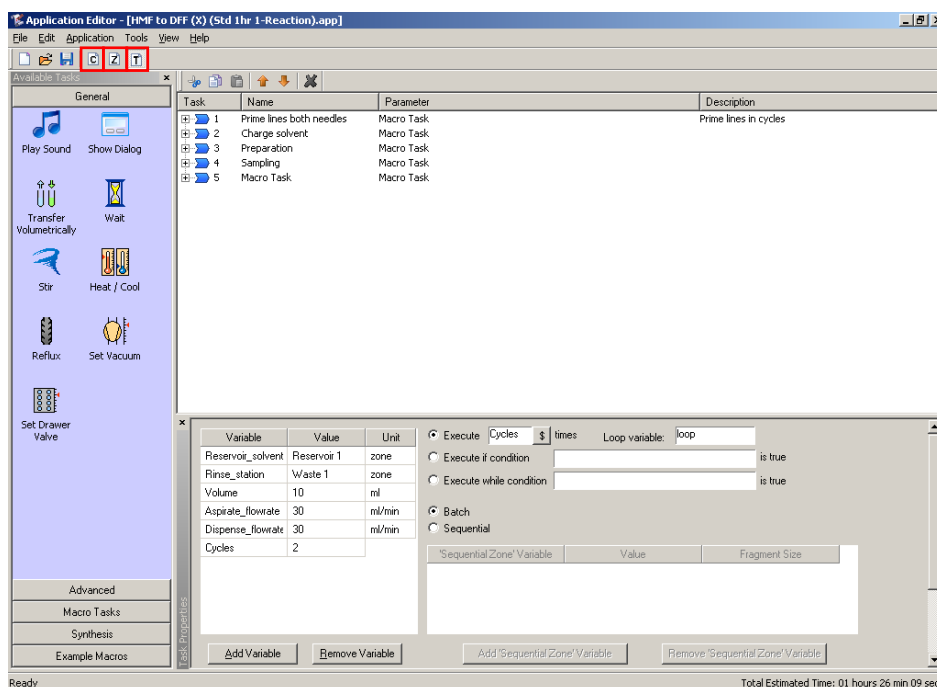 Application Editor - [HMF to DFF (X) (Std 1hr 1-Reaction).app]
File Edit Application Tools View Help
C Z T
Available Tasks
General
Play Sound Show Dialog
Transfer Volumetrically Wait
Stir Heat / Cool
Reflux Set Vacuum
Set Drawer Valve
Advanced
Macro Tasks
Synthesis
Example Macros
Task Name Parameter Description
1 Prime lines both needles Macro Task Prime lines in cycles
2 Charge solvent Macro Task
3 Preparation Macro Task
4 Sampling Macro Task
5 Macro Task Macro Task
Task Properties
Variable Value Unit
Reservoir_solvent Reservoir 1 zone
Rinse_station Waste 1 zone
Volume 10 ml
Aspirate_flowrate 30 ml/min
Dispense_flowrate 30 ml/min
Cycles 2
Add Variable Remove Variable
Execute Cycles $ times Loop variable: loop
Execute if condition is true
Execute while condition is true
Batch
Sequential
'Sequential Zone' Variable Value Fragment Size
Add 'Sequential Zone' Variable Remove 'Sequential Zone' Variable
Ready Total Estimated Time: 01 hours 26 min 09 sec